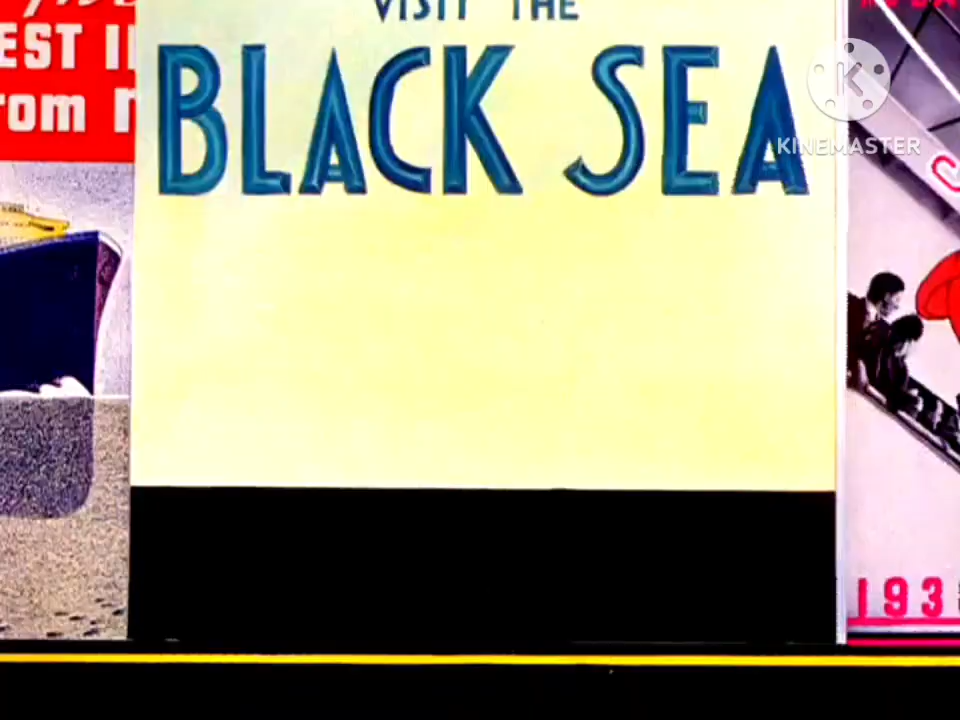 EST I
rom
VISIT THE
BLACK SEA
K
KINEMASTER
193